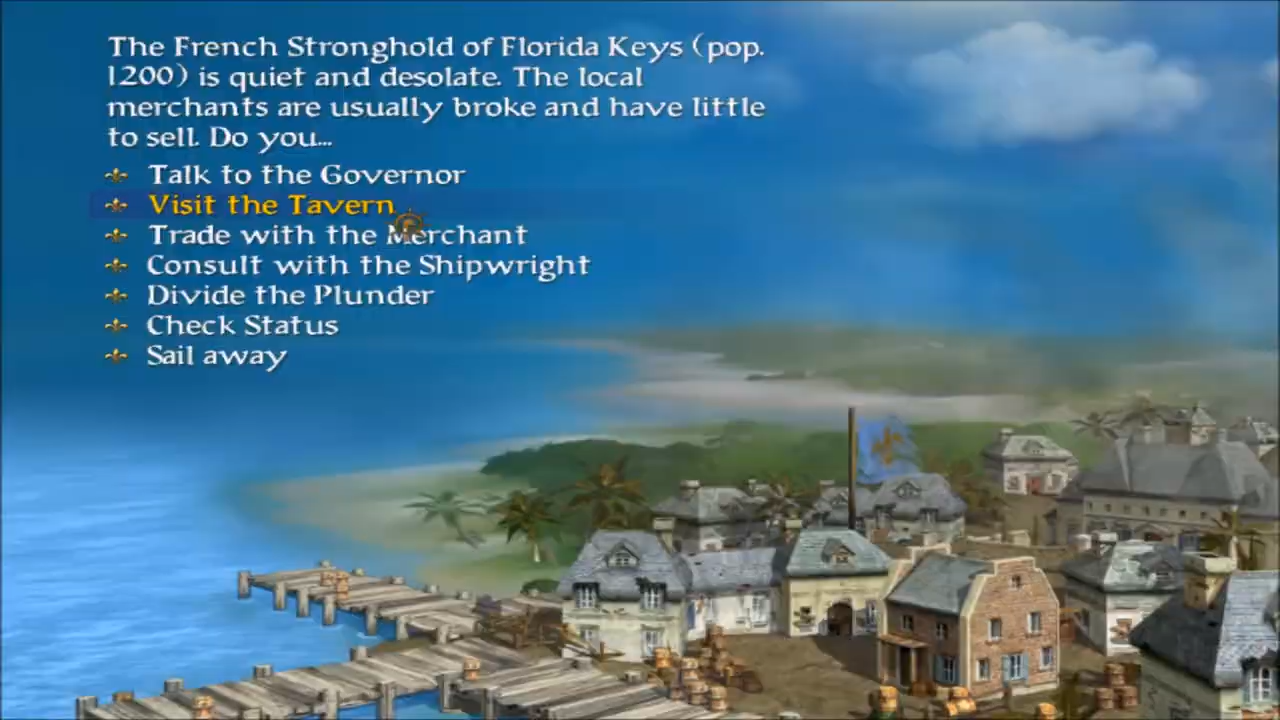 The French Stronghold of Florida Keys (pop.
1200) is quiet and desolate. The local
merchants are usually broke and have little
to sell. Do you...
Talk to the Governor
Visit the Tavern
Trade with the Merchant
Consult with the Shipwright
Divide the Plunder
Check Status
Sail away